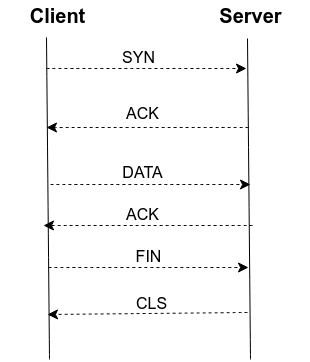 Client Server
SYN
ACK
DATA
ACK
FIN
CLS